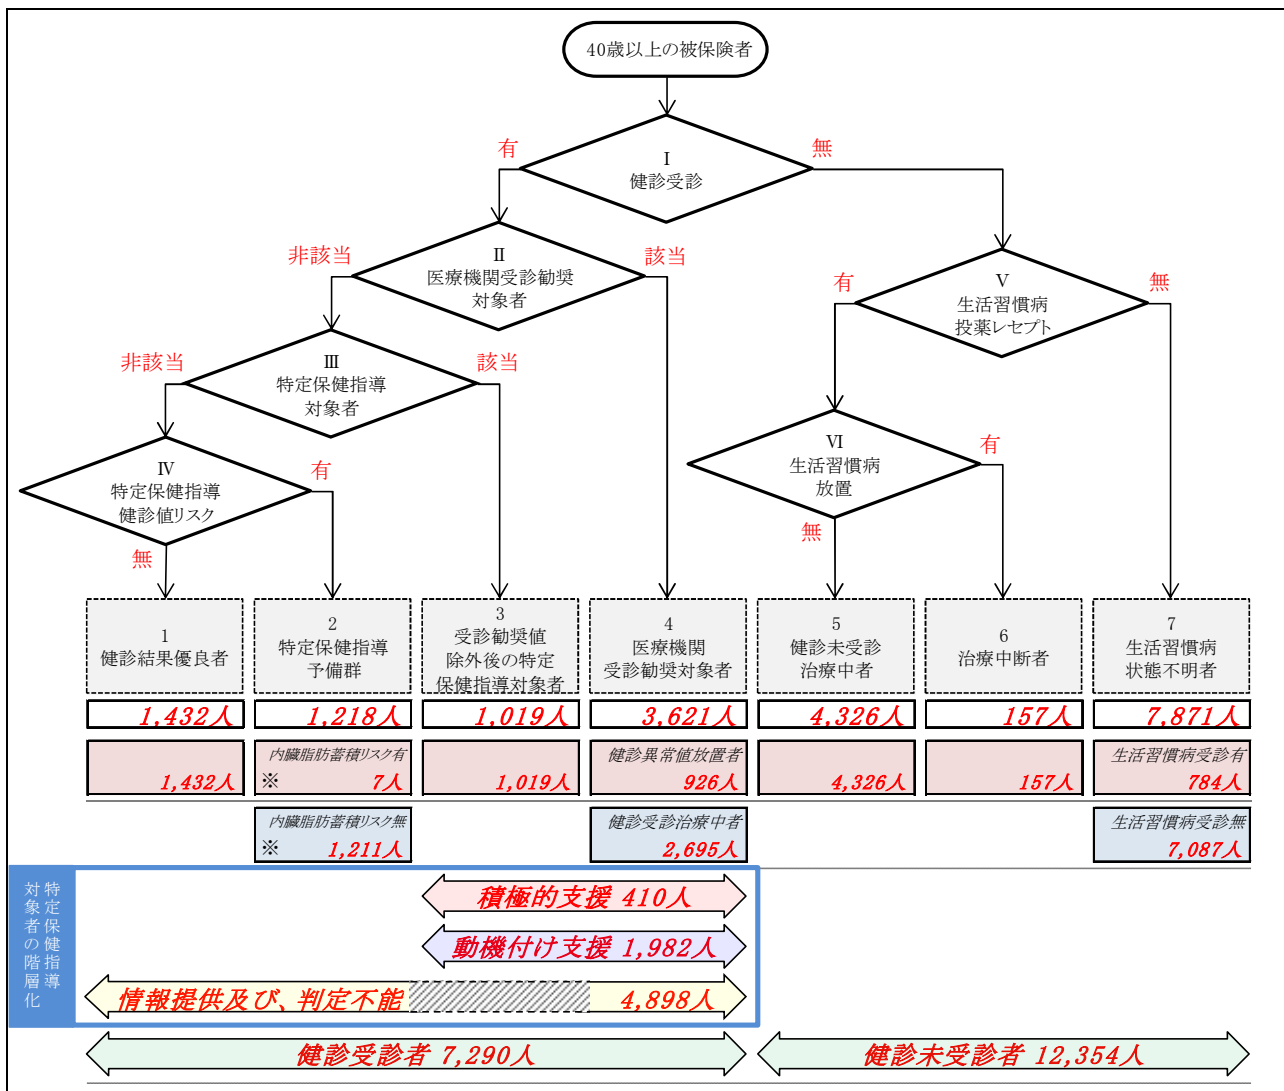 40歳以上の被保険者
有
Ⅰ
健診受診
無
非該当
Ⅱ
医療機関受診勧奨
対象者
該当
有
Ⅴ
生活習慣病
投薬レセプト
無
非該当
Ⅲ
特定保健指導
対象者
該当
Ⅳ
特定保健指導
健診値リスク
有
無
Ⅵ
生活習慣病
放置
有
無
1
健診結果優良者
2
特定保健指導
予備群
3
受診勧奨値
除外後の特定
保健指導対象者
4
医療機関
受診勧奨対象者
5
健診未受診
治療中者
6
治療中断者
7
生活習慣病
状態不明者
1,432人
1,218人
1,019人
3,621人
4,326人
157人
7,871人
1,432人
内臓脂肪蓄積リスク有
※ 7人
1,019人
健診異常値放置者
926人
4,326人
157人
生活習慣病受診有
784人
内臓脂肪蓄積リスク無
※ 1,211人
健診受診治療中者
2,695人
生活習慣病受診無
7,087人
特定保健指導
対象者の階層化
積極的支援 410人
動機付け支援 1,982人
情報提供及び、判定不能 4,898人
健診受診者 7,290人
健診未受診者 12,354人